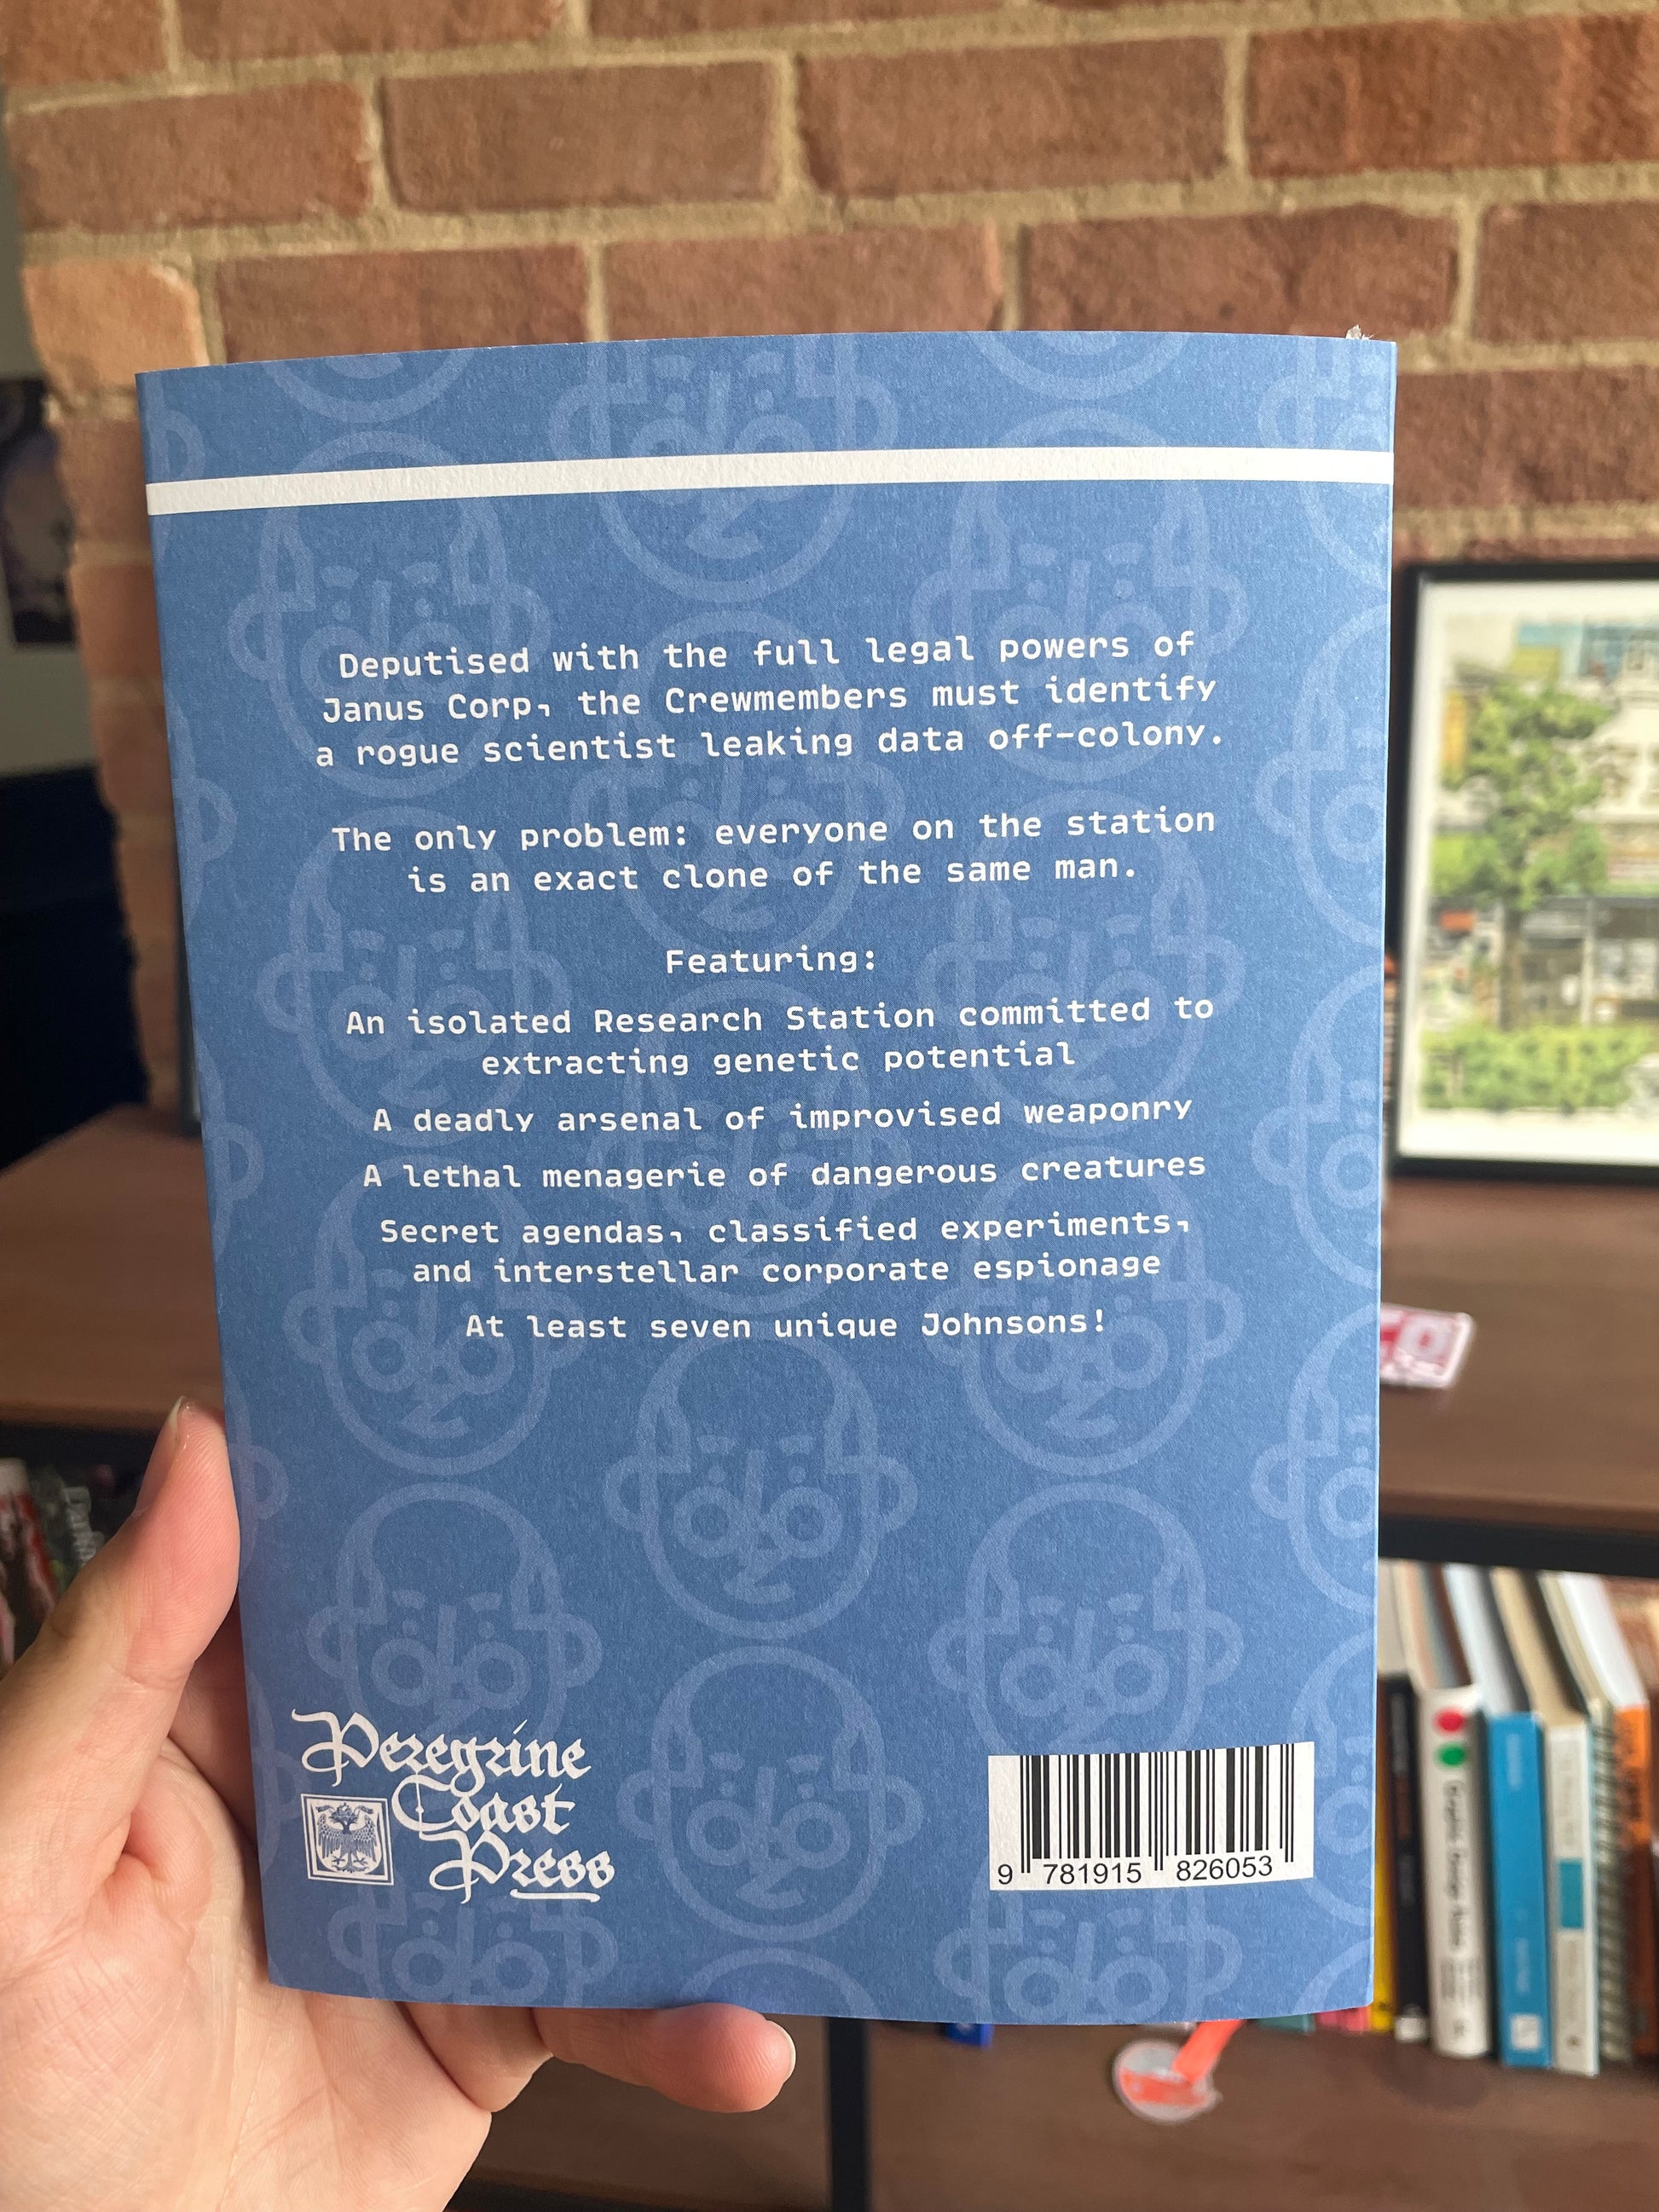 Deputised with the full legal powers of
Janus Corp, the Crewmembers must identify
a rogue scientist leaking data off-colony.
The only problem: everyone on the station
is an exact clone of the same man.
Featuring:
An isolated Research Station committed to
extracting genetic potential
A deadly arsenal of improvised weaponry
A lethal menagerie of dangerous creatures
Secret agendas, classified experiments,
and interstellar corporate espionage
At least seven unique Johnsons!
Peregrine
Coast
Press
9 781915 826053